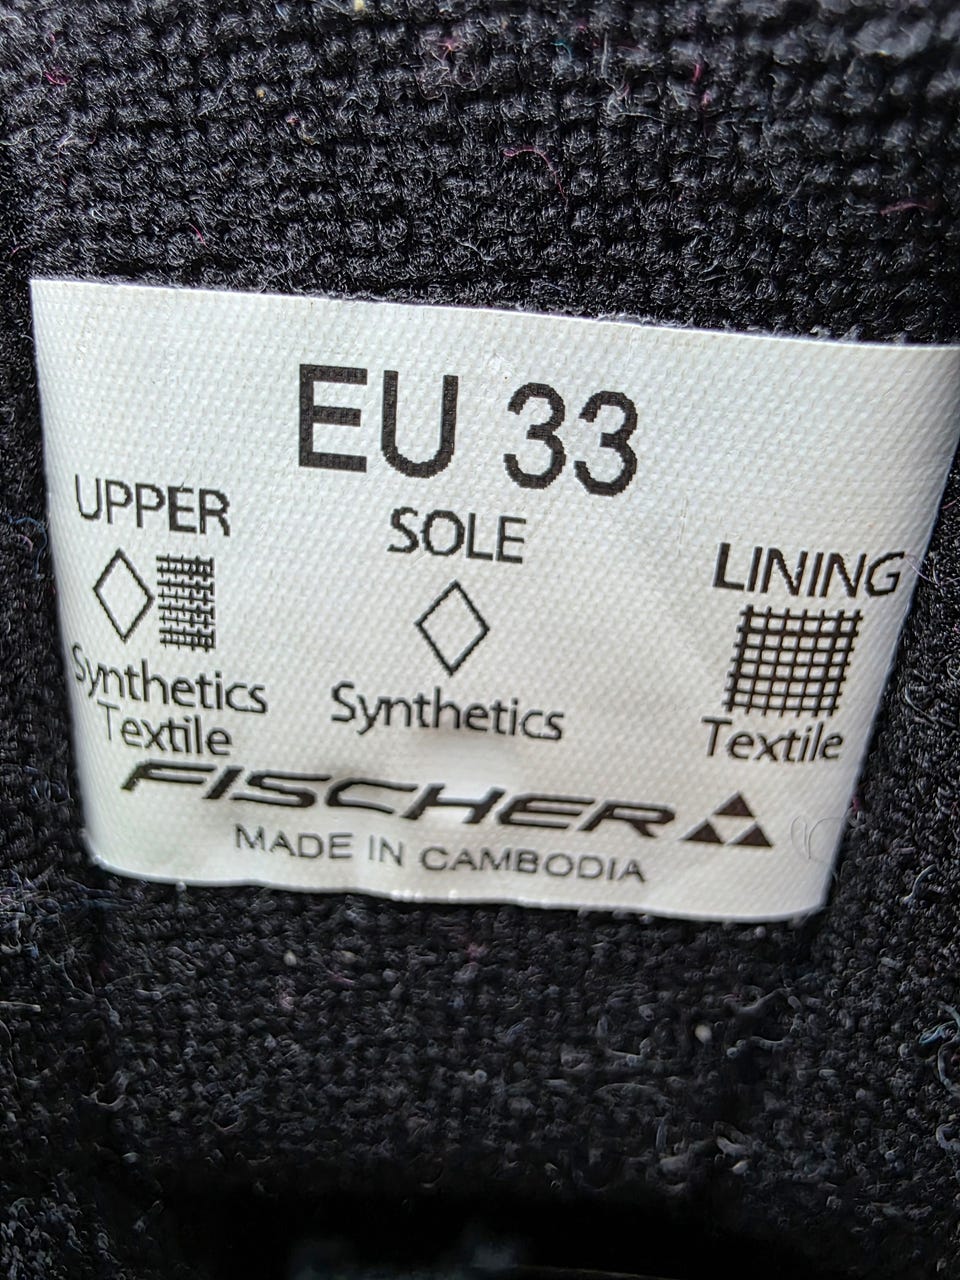 EU 33
UPPER SOLE LINING
Synthetics
Textile
Synthetics
Textile
FISCHER
MADE IN CAMBODIA